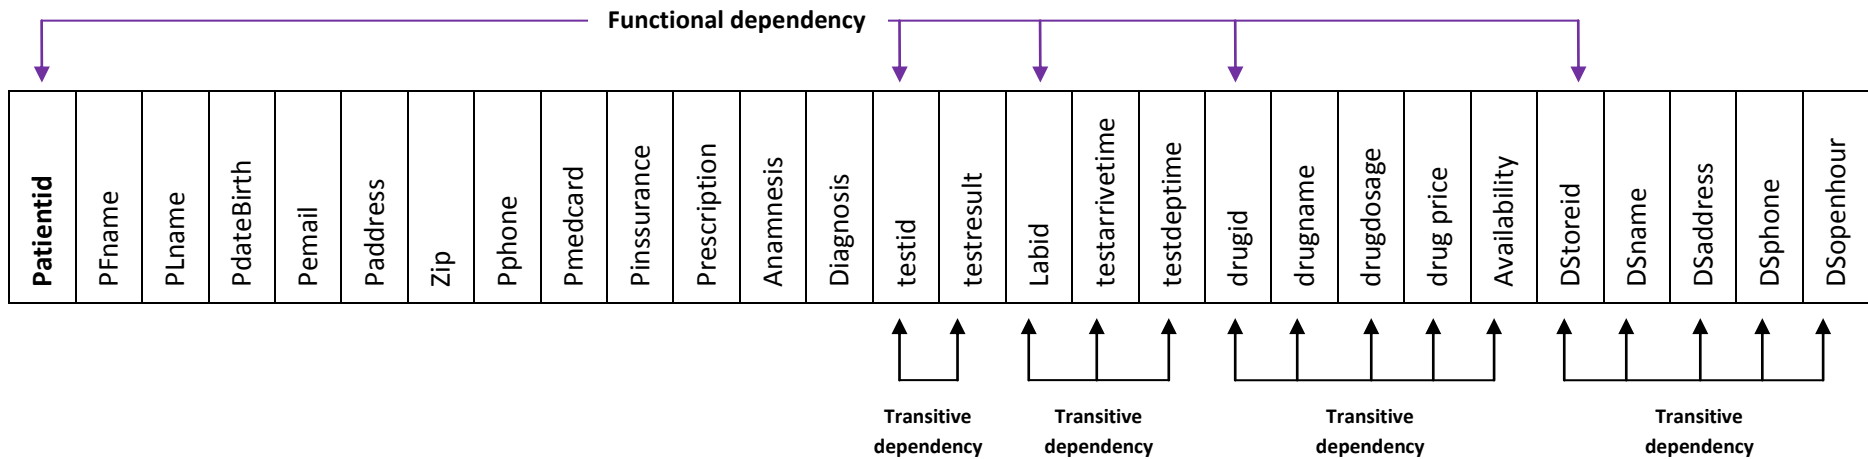 Functional dependency
Patientid
PFname
PLname
PdateBirth
Pemail
Paddress
Zip
Pphone
Pmedcard
Pinssurance
Prescription
Anamnesis
Diagnosis
testid
testresult
Labid
testarrivetime
testdeptime
drugid
drugname
drugdosage
drug price
Availability
DStoreid
DSname
DSaddress
DSphone
DSopenhour
Transitive
dependency
Transitive
dependency
Transitive
dependency
Transitive
dependency